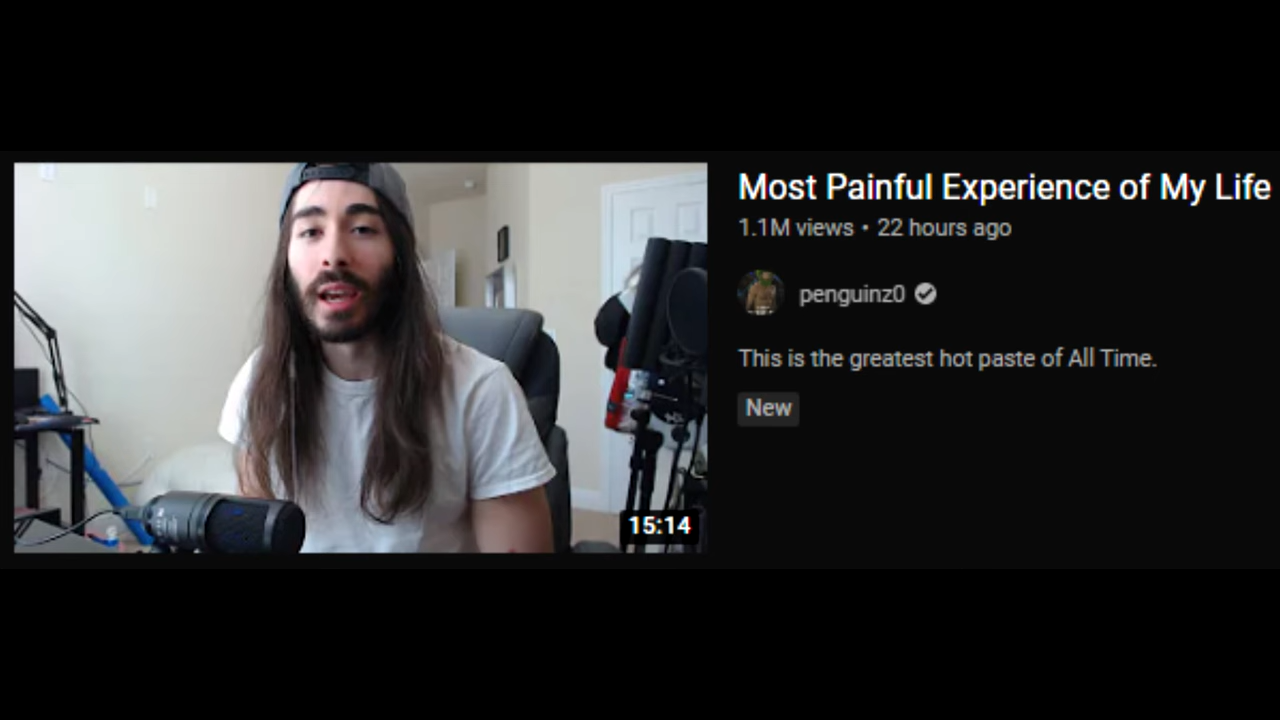 Most Painful Experience of My Life
1.1M views • 22 hours ago
penguinz0
This is the greatest hot paste of All Time.
New
15:14